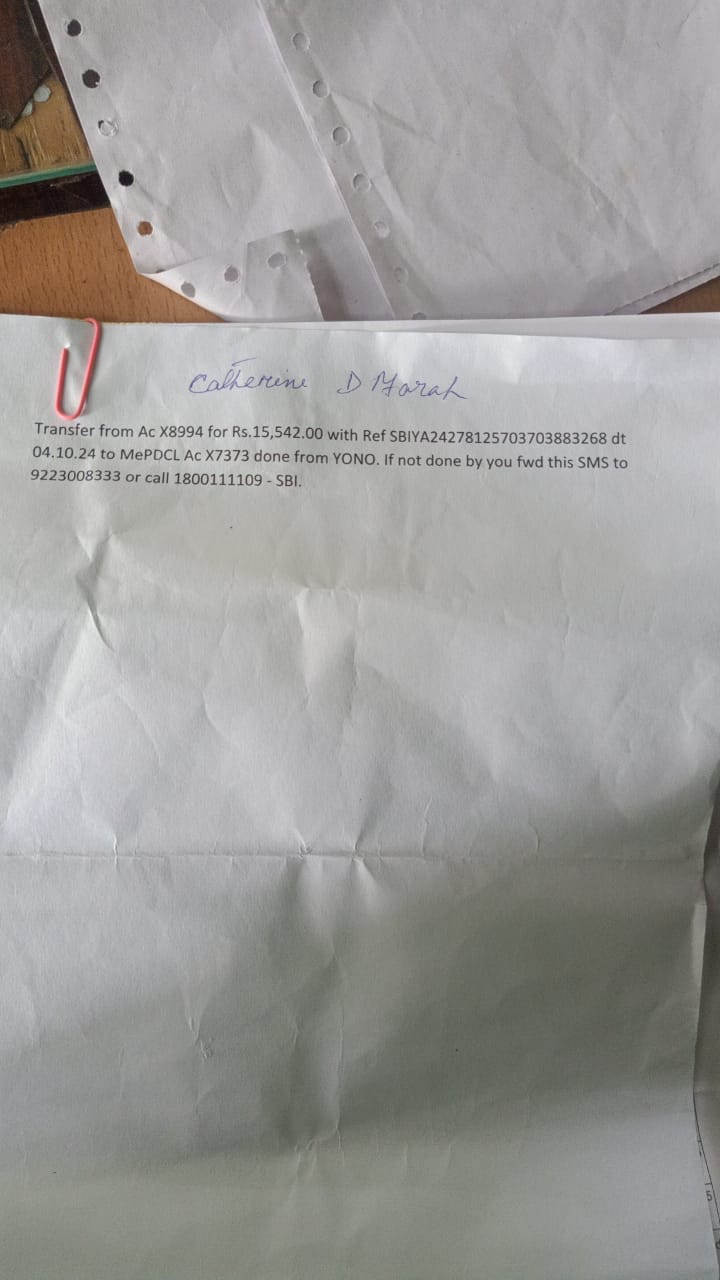 Catherine D Marak
Transfer from Ac X8994 for Rs.15,542.00 with Ref SBIYA24278125703703883268 dt
04.10.24 to MePDCL Ac X7373 done from YONO. If not done by you fwd this SMS to
9223008333 or call 1800111109 - SBI.
5